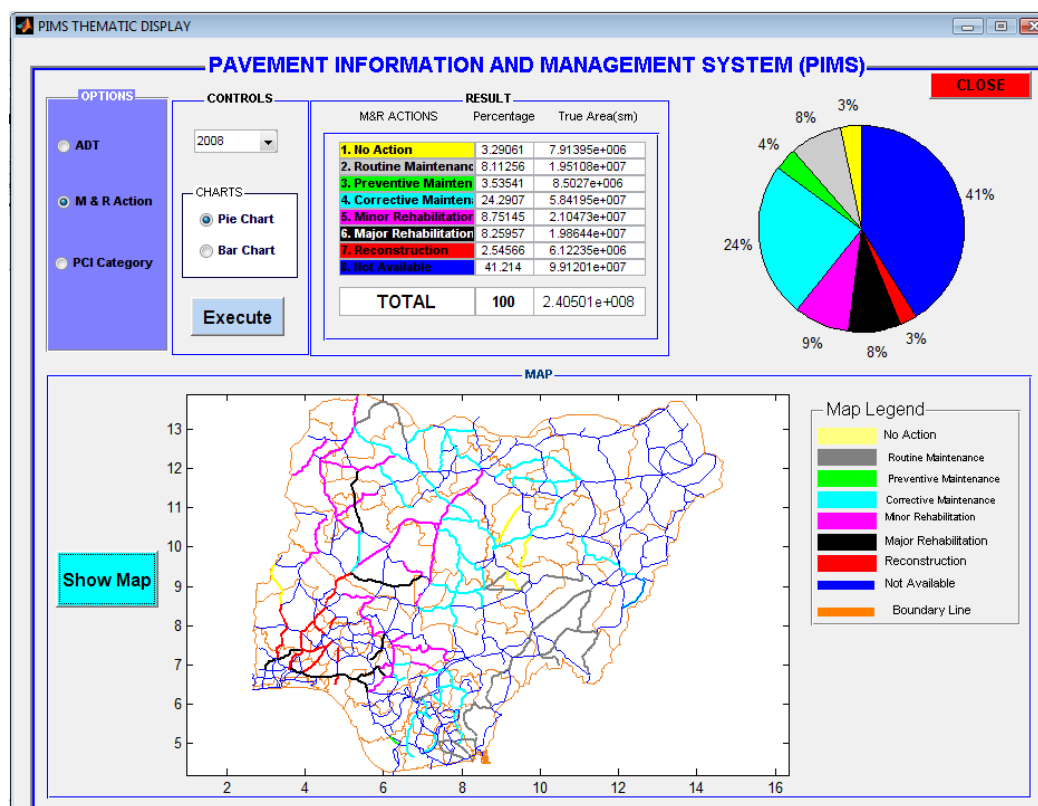 PIMS THEMATIC DISPLAY
PAVEMENT INFORMATION AND MANAGEMENT SYSTEM (PIMS)
CLOSE
OPTIONS
ADT
M & R Action
PCI Category
CONTROLS
2008
CHARTS
Pie Chart
Bar Chart
Execute
RESULT
M&R ACTIONS Percentage True Area(sm)
1. No Action 3.29061 7.91395e+006
2. Routine Maintenanc 8.11256 1.95108e+007
3. Preventive Mainten 3.53541 8.5027e+006
4. Corrective Mainten 24.2907 5.84195e+007
5. Minor Rehabilitation 8.75145 2.10473e+007
6. Major Rehabilitation 8.25957 1.98644e+007
7. Reconstruction 2.54566 6.12235e+006
8. Not Available 41.214 9.91201e+007
TOTAL 100 2.40501e+008
3%
8%
4%
41%
24%
9%
8%
3%
MAP
Show Map
13
12
11
10
9
8
7
6
5
2 4 6 8 10 12 14 16
Map Legend
No Action
Routine Maintenance
Preventive Maintenance
Corrective Maintenance
Minor Rehabilitation
Major Rehabilitation
Reconstruction
Not Available
Boundary Line